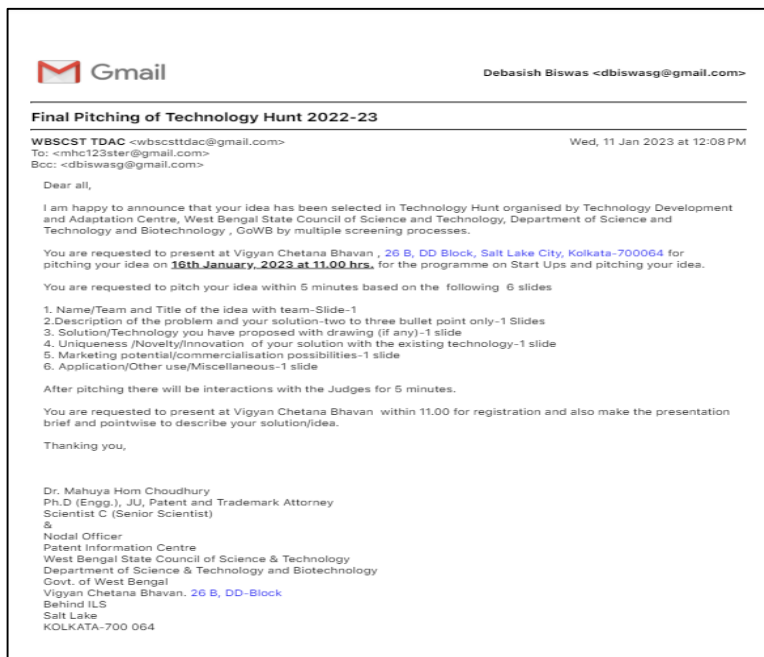 Gmail
Debasish Biswas <dbiswasg@gmail.com>
Final Pitching of Technology Hunt 2022-23
WBSCST TDAC <wbscsttdac@gmail.com>
Wed, 11 Jan 2023 at 12:08 PM
To: <mhc123ster@gmail.com>
Bcc: <dbiswasg@gmail.com>
Dear all,
I am happy to announce that your idea has been selected in Technology Hunt organised by Technology Development
and Adaptation Centre, West Bengal State Council of Science and Technology, Department of Science and
Technology and Biotechnology , GoWB by multiple screening processes.
You are requested to present at Vigyan Chetana Bhavan , 26 B, DD Block, Salt Lake City, Kolkata-700064 for
pitching your idea on 16th January, 2023 at 11.00 hrs. for the programme on Start Ups and pitching your idea.
You are requested to pitch your idea within 5 minutes based on the following 6 slides
1. Name/Team and Title of the idea with team-Slide-1
2.Description of the problem and your solution-two to three bullet point only-1 Slides
3. Solution/Technology you have proposed with drawing (if any)-1 slide
4. Uniqueness /Novelty/Innovation of your solution with the existing technology-1 slide
5. Marketing potential/commercialisation possibilities-1 slide
6. Application/Other use/Miscellaneous-1 slide
After pitching there will be interactions with the Judges for 5 minutes.
You are requested to present at Vigyan Chetana Bhavan within 11.00 for registration and also make the presentation
brief and pointwise to describe your solution/idea.
Thanking you,
Dr. Mahuya Hom Choudhury
Ph.D (Engg.), JU, Patent and Trademark Attorney
Scientist C (Senior Scientist)
&
Nodal Officer
Patent Information Centre
West Bengal State Council of Science & Technology
Department of Science & Technology and Biotechnology
Govt. of West Bengal
Vigyan Chetana Bhavan. 26 B, DD-Block
Behind ILS
Salt Lake
KOLKATA-700 064